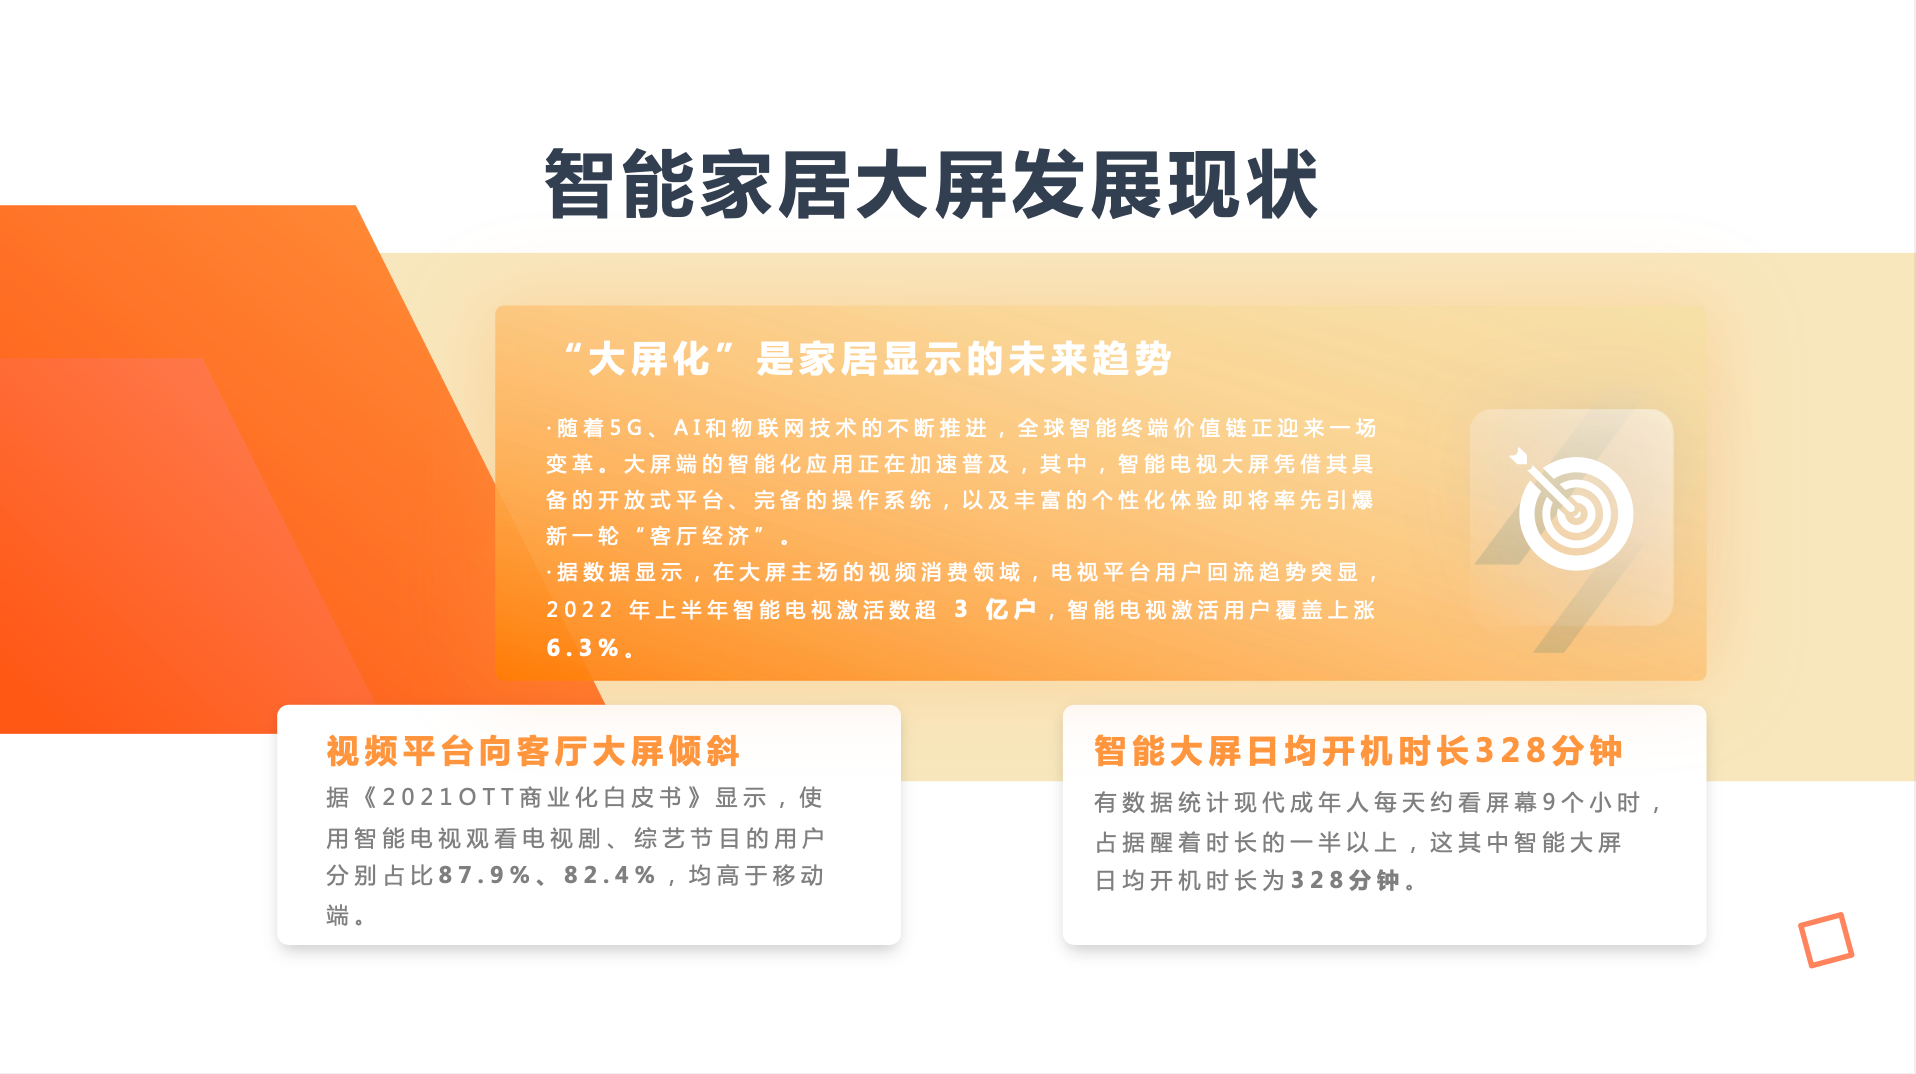 智能家居大屏发展现状
“大屏化”是家居显示的未来趋势
·随着5G、AI和物联网技术的不断推进，全球智能终端价值链正迎来一场
变革。大屏端的智能化应用正在加速普及，其中，智能电视大屏凭借其具
备的开放式平台、完备的操作系统，以及丰富的个性化体验即将率先引爆
新一轮“客厅经济”。
·据数据显示，在大屏主场的视频消费领域，电视平台用户回流趋势突显，
2022 年上半年智能电视激活数超 3 亿户，智能电视激活用户覆盖上涨
6.3%。
视频平台向客厅大屏倾斜
据《2021OTT商业化白皮书》显示，使
用智能电视观看电视剧、综艺节目的用户
分别占比87.9%、82.4%，均高于移动
端。
智能大屏日均开机时长328分钟
有数据统计现代成年人每天约看屏幕9个小时，
占据醒着时长的一半以上，这其中智能大屏
日均开机时长为328分钟。